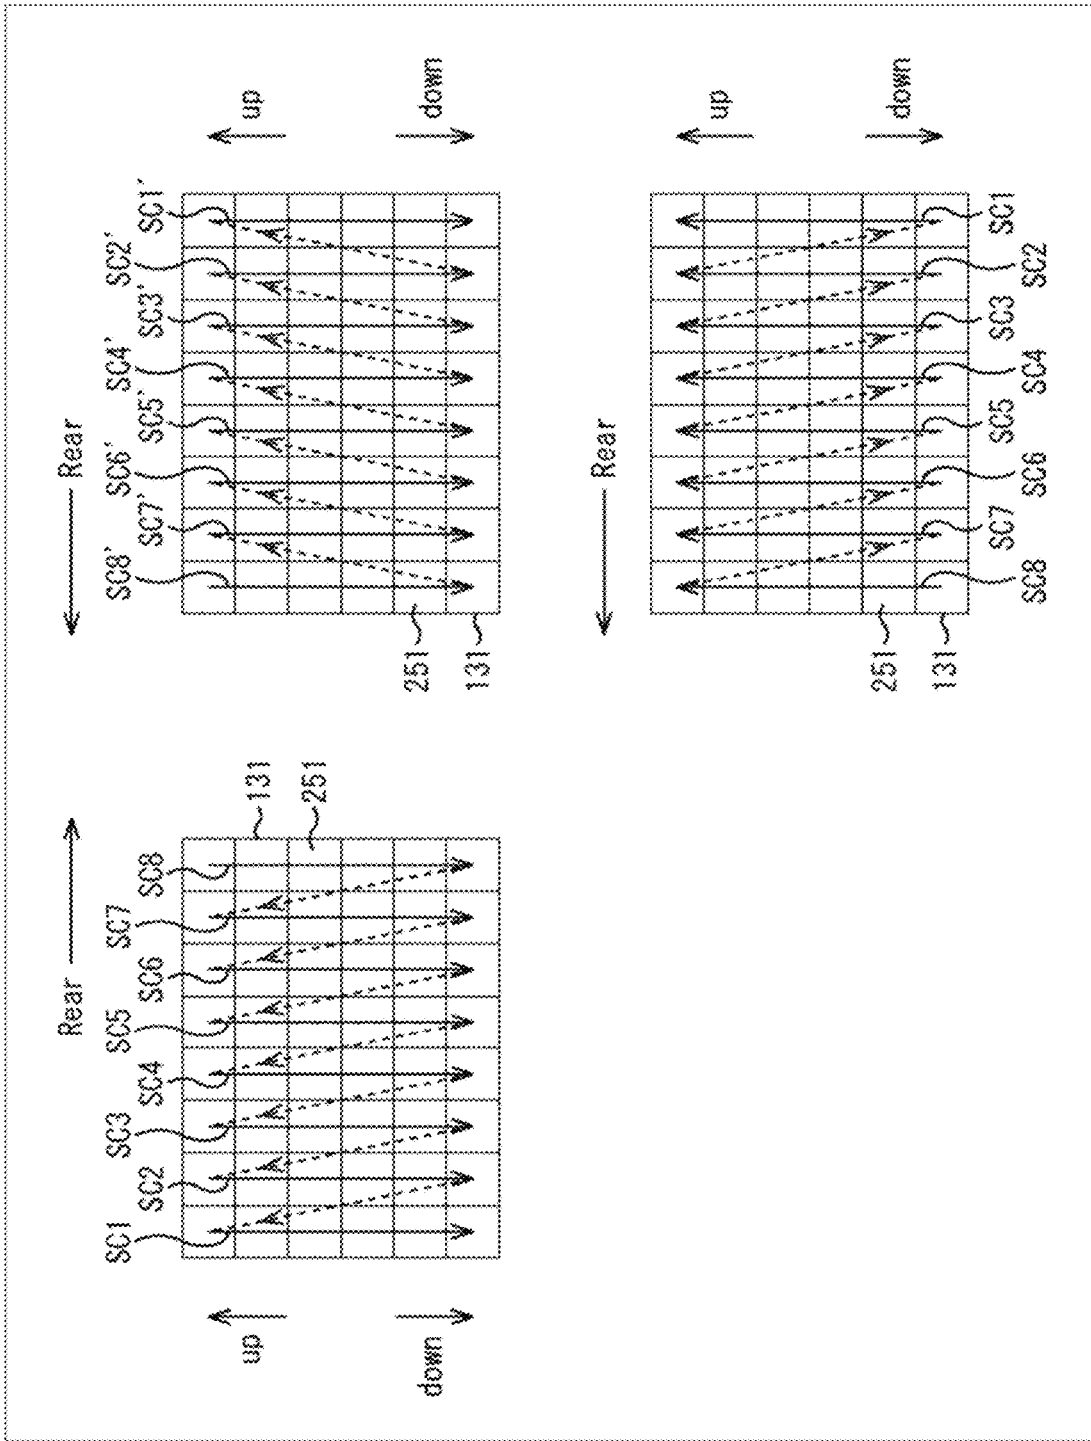 Rear
SC1
SC2
SC3
SC4
SC5
SC6
SC7
SC8
131
251
up
down
Rear
SC8'
SC7'
SC6'
SC5'
SC4'
SC3'
SC2'
SC1'
up
down
251
131
Rear
up
down
251
131
SC8
SC7
SC6
SC5
SC4
SC3
SC2
SC1